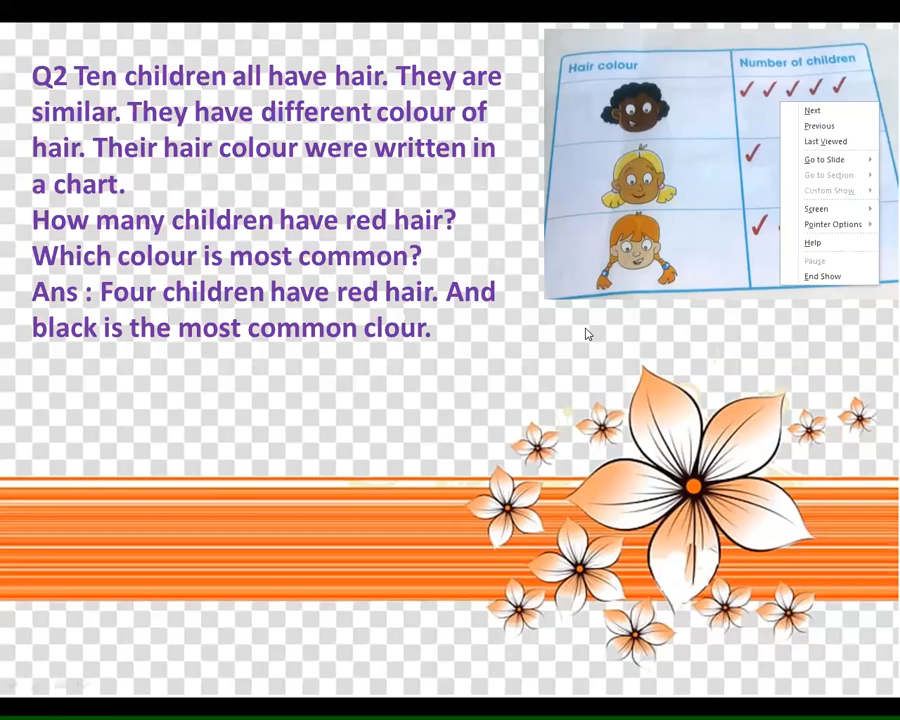 Q2 Ten children all have hair. They are
similar. They have different colour of
hair. Their hair colour were written in
a chart.
How many children have red hair?
Which colour is most common?
Ans : Four children have red hair. And
black is the most common clour.
Hair colour
Number of children
Next
Previous
Last Viewed
Go to Slide
Go to Section
Custom Show
Screen
Pointer Options
Help
Pause
End Show